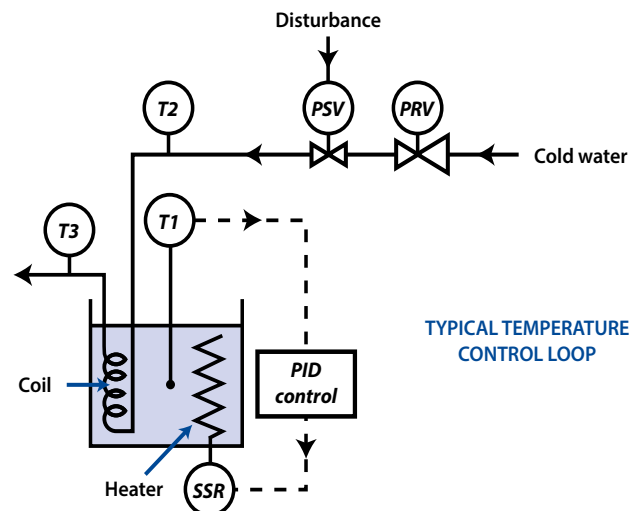 Disturbance
T2
PSV
PRV
Cold water
T3
T1
TYPICAL TEMPERATURE
CONTROL LOOP
PID
control
Coil
Heater
SSR